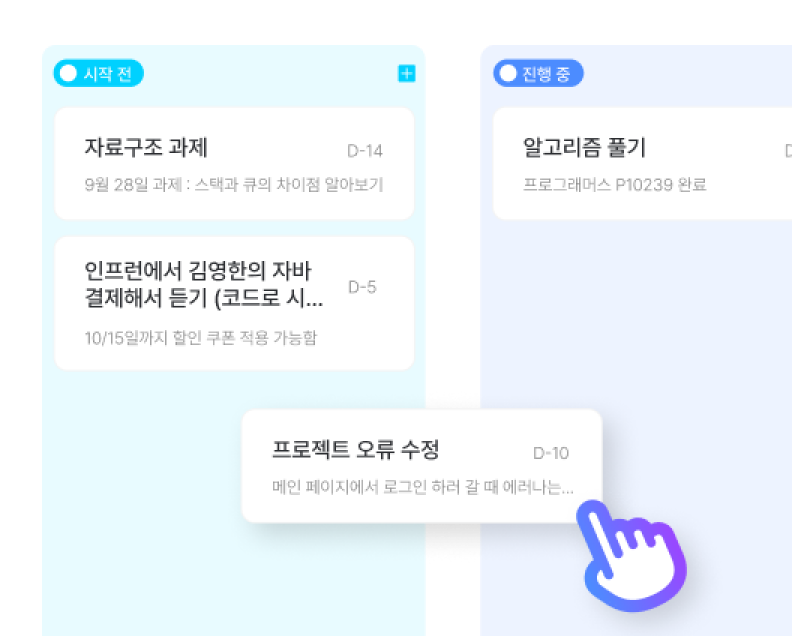 시작 전
자료구조 과제
D-14
9월 28일 과제 : 스택과 큐의 차이점 알아보기
인프런에서 김영한의 자바
결제해서 듣기 (코드로 시...
D-5
10/15일까지 할인 쿠폰 적용 가능함
프로젝트 오류 수정
D-10
메인 페이지에서 로그인 하러 갈 때 에러나는...
진행 중
알고리즘 풀기
프로그래머스 P10239 완료